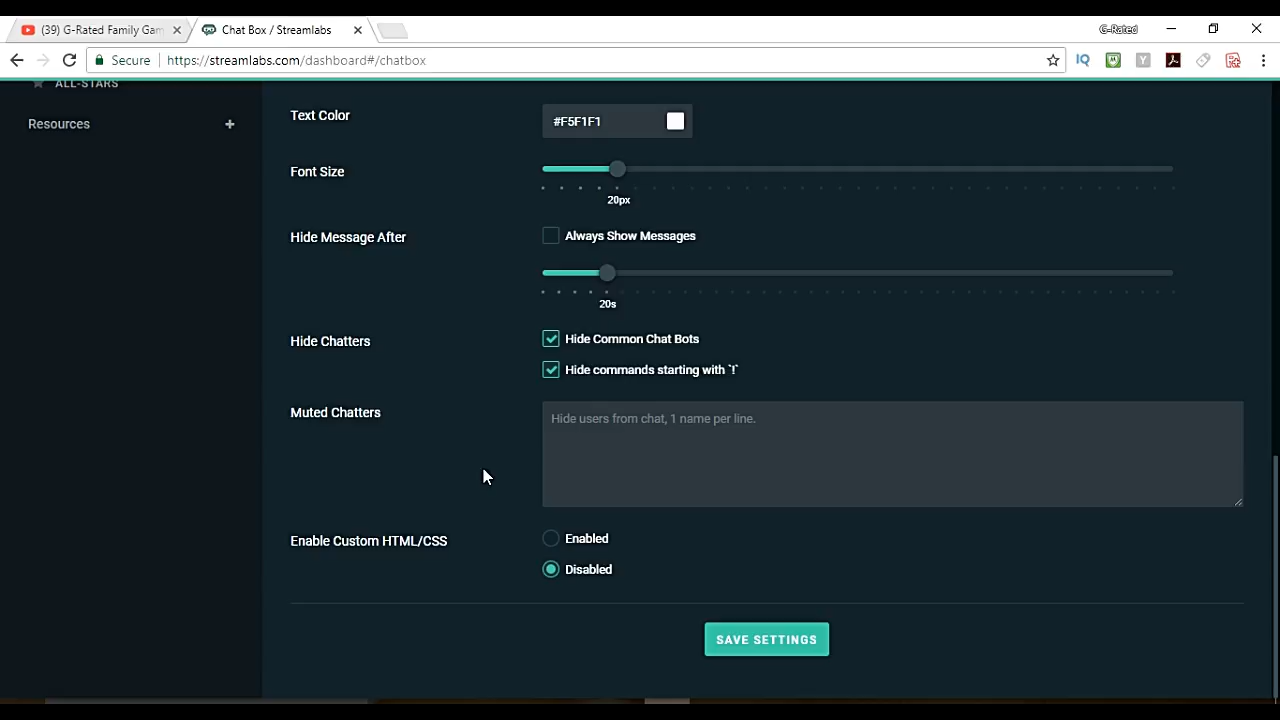 (39) G-Rated Family Gam
Chat Box / Streamlabs
G-Rated
Secure
https://streamlabs.com/dashboard#/chatbox
IQ
Y
ALL-STARS
Resources
Text Color
#F5F1F1
Font Size
20px
Hide Message After
Always Show Messages
20s
Hide Chatters
Hide Common Chat Bots
Hide commands starting with `!`
Muted Chatters
Hide users from chat, 1 name per line.
Enable Custom HTML/CSS
Enabled
Disabled
SAVE SETTINGS